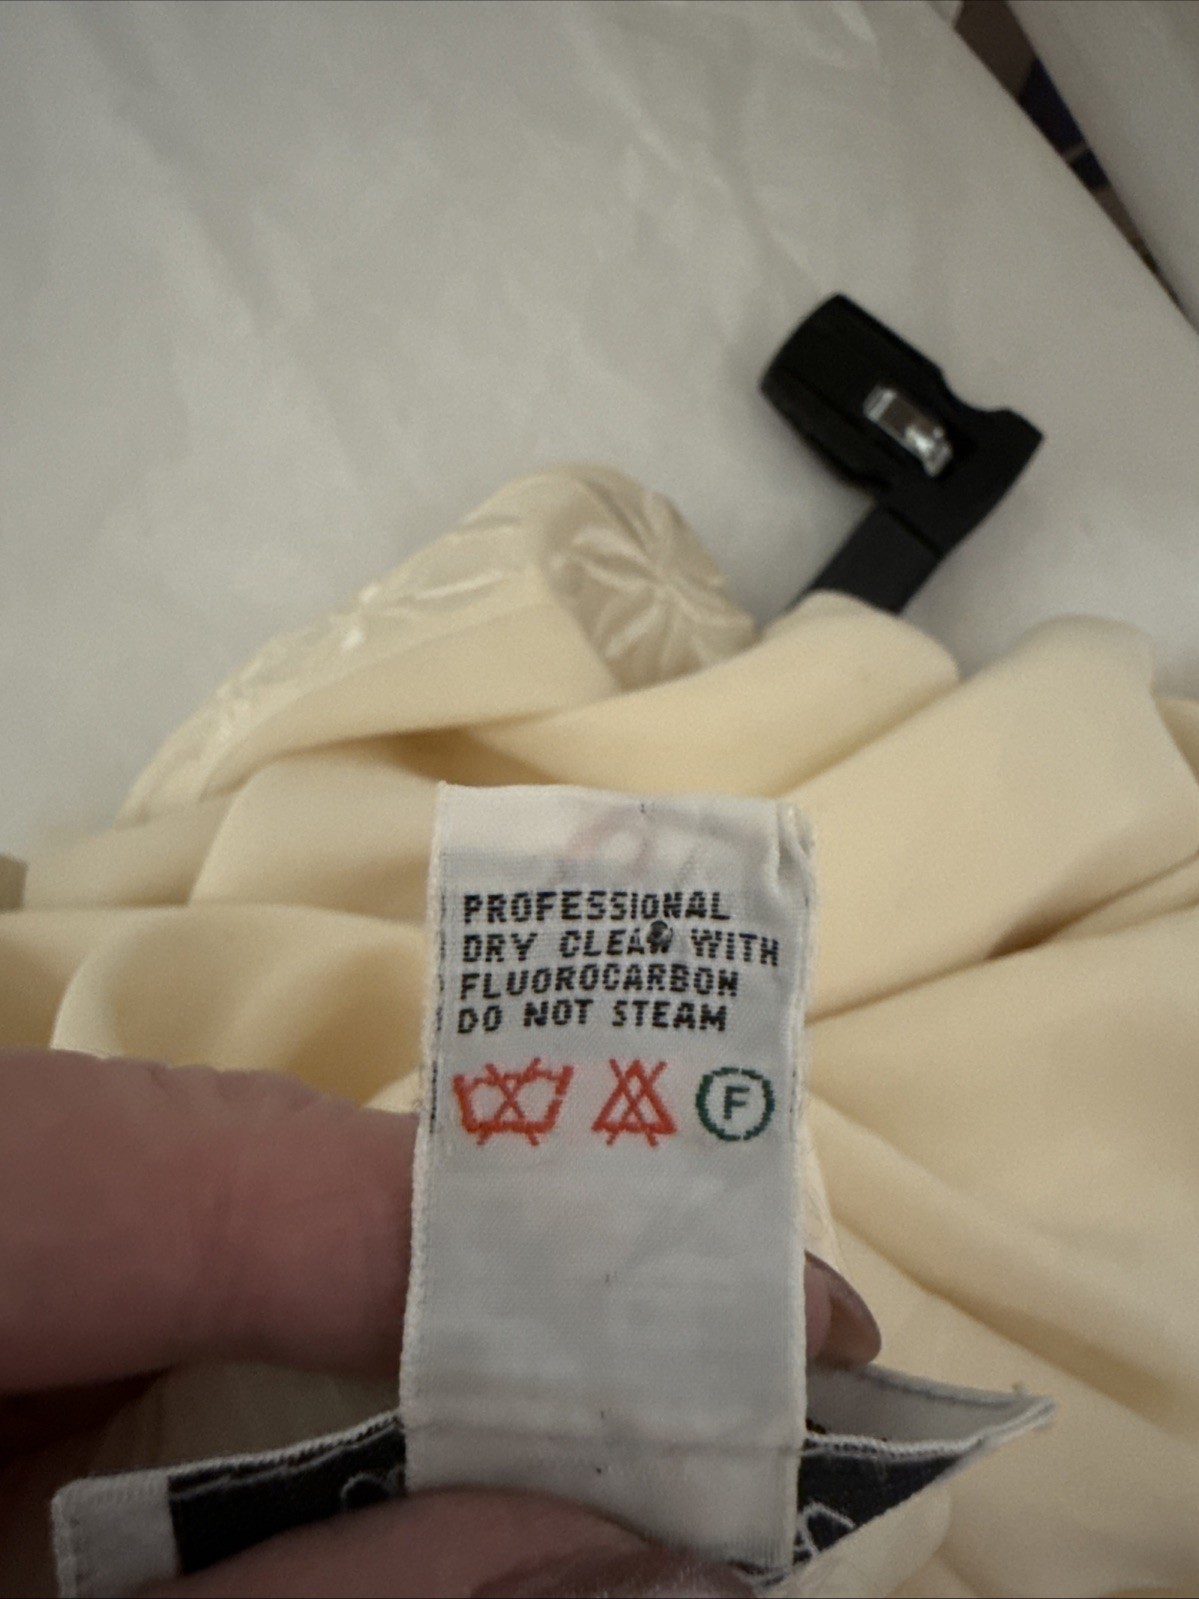 PROFESSIONAL
DRY CLEAN WITH
FLUOROCARBON
DO NOT STEAM
F